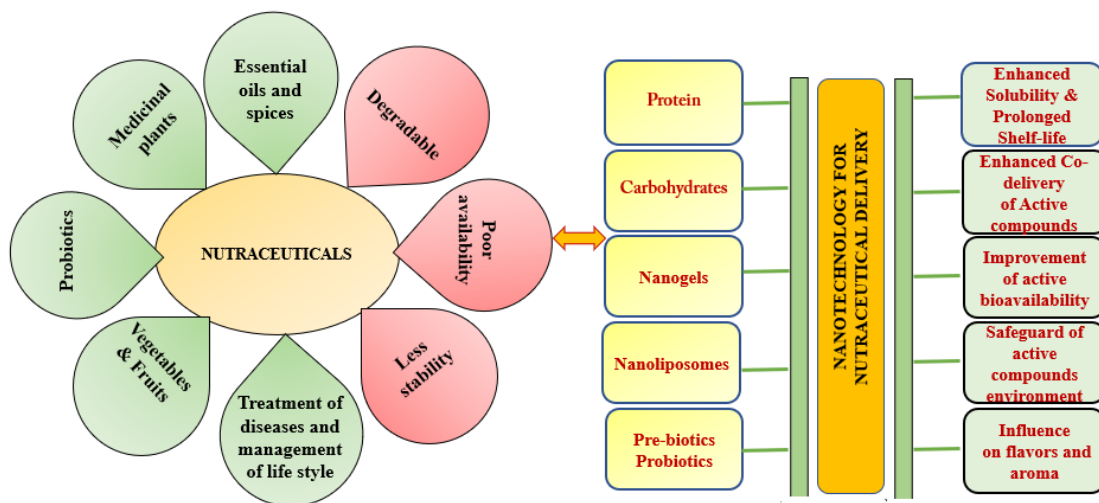 Essential
oils and
spices
Degradable
Poor
availability
Less
stability
Treatment of
diseases and
management
of life style
Vegetables
& Fruits
Probiotics
Medicinal
plants
NUTRACEUTICALS
Protein
Carbohydrates
Nanogels
Nanoliposomes
Pre-biotics
Probiotics
NANOTECHNOLOGY FOR
NUTRACEUTICAL DELIVERY
Enhanced
Solubility &
Prolonged
Shelf-life
Enhanced Co-
delivery
of Active
compounds
Improvement
of active
bioavailability
Safeguard of
active
compounds
environment
Influence
on flavors and
aroma